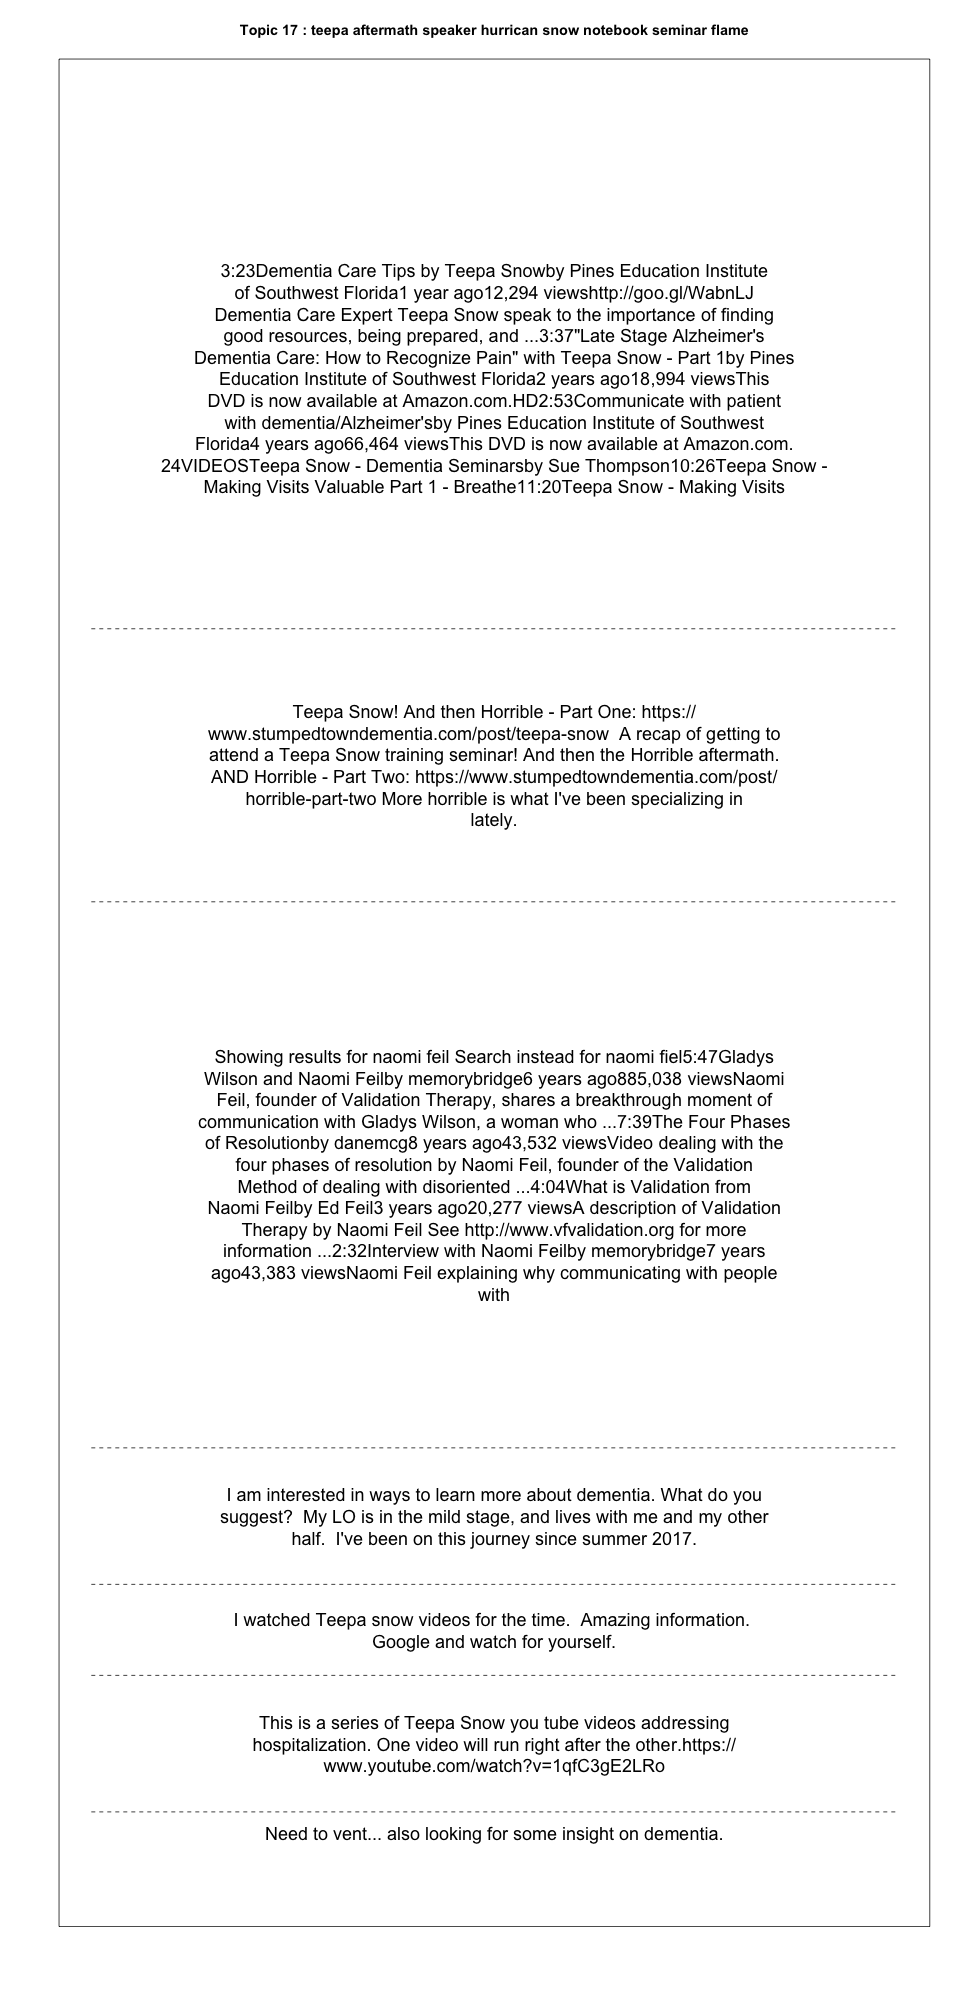 Topic 17 : teepa aftermath speaker hurrican snow notebook seminar flame
3:23Dementia Care Tips by Teepa Snowby Pines Education Institute
of Southwest Florida1 year ago12,294 viewshttp://goo.gl/WabnLJ
Dementia Care Expert Teepa Snow speak to the importance of finding
good resources, being prepared, and ...3:37"Late Stage Alzheimer's
Dementia Care: How to Recognize Pain" with Teepa Snow - Part 1by Pines
Education Institute of Southwest Florida2 years ago18,994 viewsThis
DVD is now available at Amazon.com.HD2:53Communicate with patient
with dementia/Alzheimer'sby Pines Education Institute of Southwest
Florida4 years ago66,464 viewsThis DVD is now available at Amazon.com.
24VIDEOSTeepa Snow - Dementia Seminarsby Sue Thompson10:26Teepa Snow -
Making Visits Valuable Part 1 - Breathe11:20Teepa Snow - Making Visits
Teepa Snow! And then Horrible - Part One: https://
www.stumpedtowndementia.com/post/teepa-snow  A recap of getting to
attend a Teepa Snow training seminar! And then the Horrible aftermath.
AND Horrible - Part Two: https://www.stumpedtowndementia.com/post/
horrible-part-two More horrible is what I've been specializing in
lately.
Showing results for naomi feil Search instead for naomi fiel5:47Gladys
Wilson and Naomi Feilby memorybridge6 years ago885,038 viewsNaomi
Feil, founder of Validation Therapy, shares a breakthrough moment of
communication with Gladys Wilson, a woman who ...7:39The Four Phases
of Resolutionby danemcg8 years ago43,532 viewsVideo dealing with the
four phases of resolution by Naomi Feil, founder of the Validation
Method of dealing with disoriented ...4:04What is Validation from
Naomi Feilby Ed Feil3 years ago20,277 viewsA description of Validation
Therapy by Naomi Feil See http://www.vfvalidation.org for more
information ...2:32Interview with Naomi Feilby memorybridge7 years
ago43,383 viewsNaomi Feil explaining why communicating with people
with
I am interested in ways to learn more about dementia. What do you
suggest?  My LO is in the mild stage, and lives with me and my other
half.  I've been on this journey since summer 2017.
I watched Teepa snow videos for the time.  Amazing information.
Google and watch for yourself.
This is a series of Teepa Snow you tube videos addressing
hospitalization. One video will run right after the other.https://
www.youtube.com/watch?v=1qfC3gE2LRo
Need to vent... also looking for some insight on dementia.